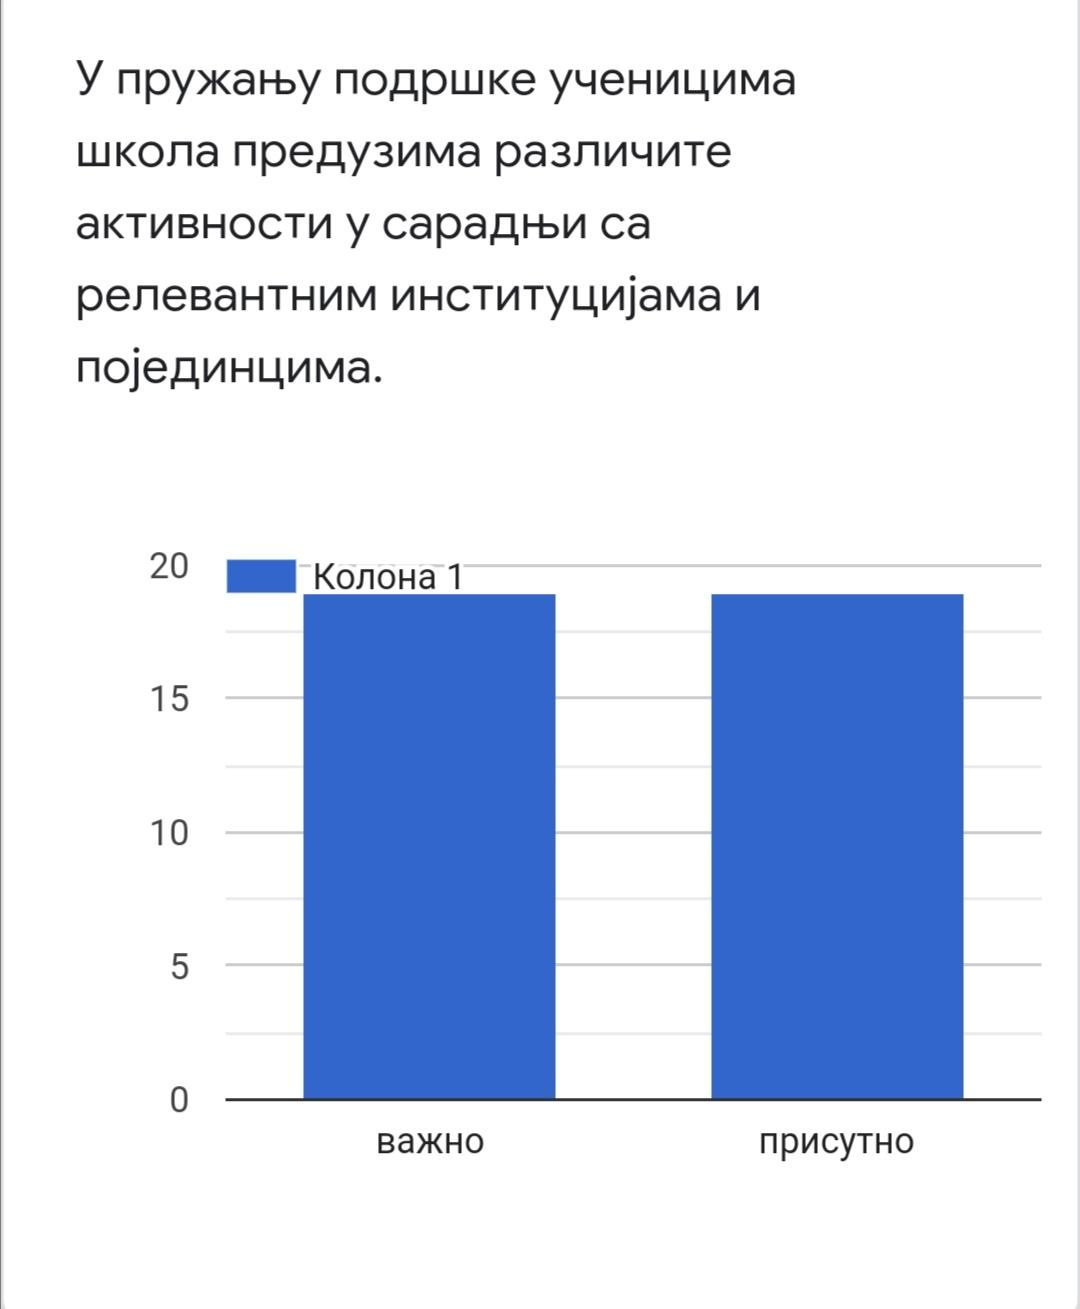 У пружању подршке ученицима
школа предузима различите
активности у сарадњи са
релевантним институцијама и
појединцима.
20
Колона 1
15
10
5
0
важно
присутно